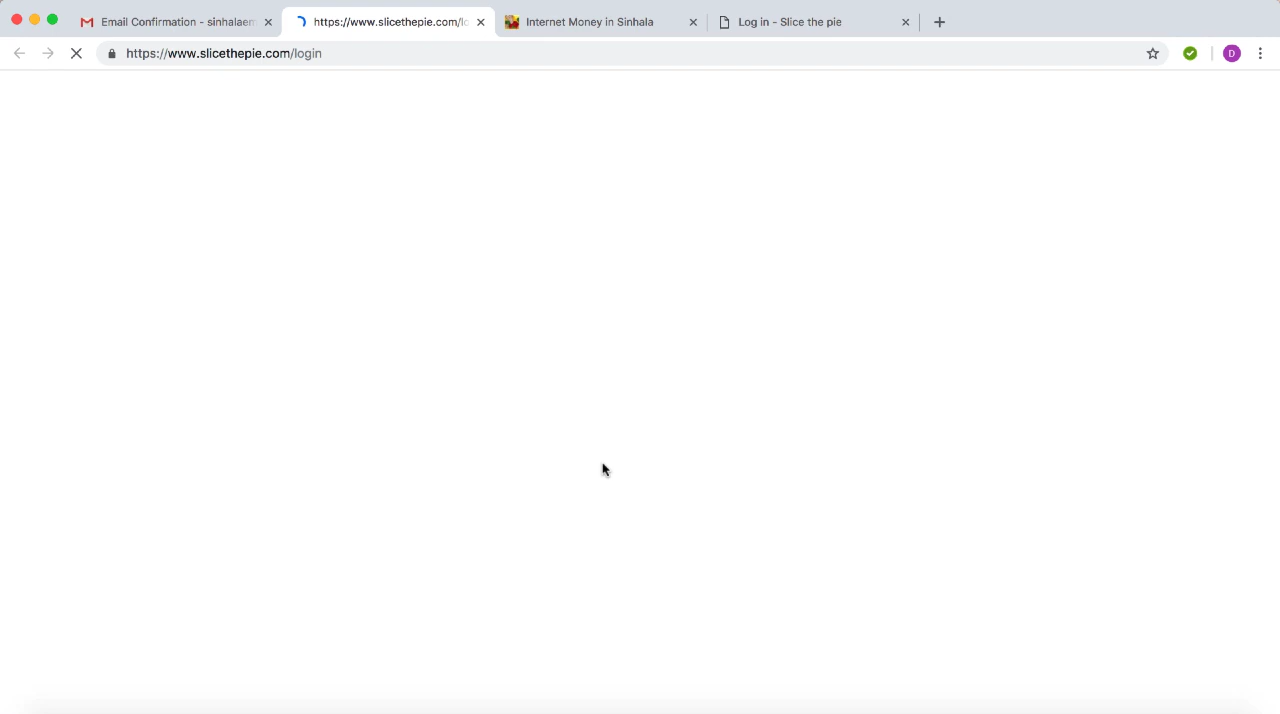 Email Confirmation - sinhalaem
https://www.slicethepie.com/lo
Internet Money in Sinhala
Log in - Slice the pie
https://www.slicethepie.com/login
D